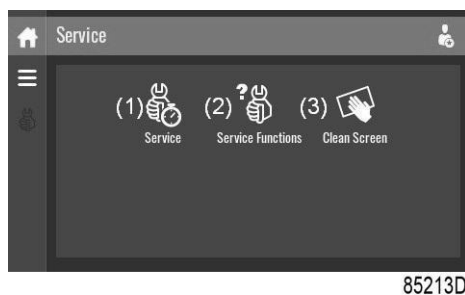 Service
(1) (2) ? (3)
Service Service Functions Clean Screen
85213D